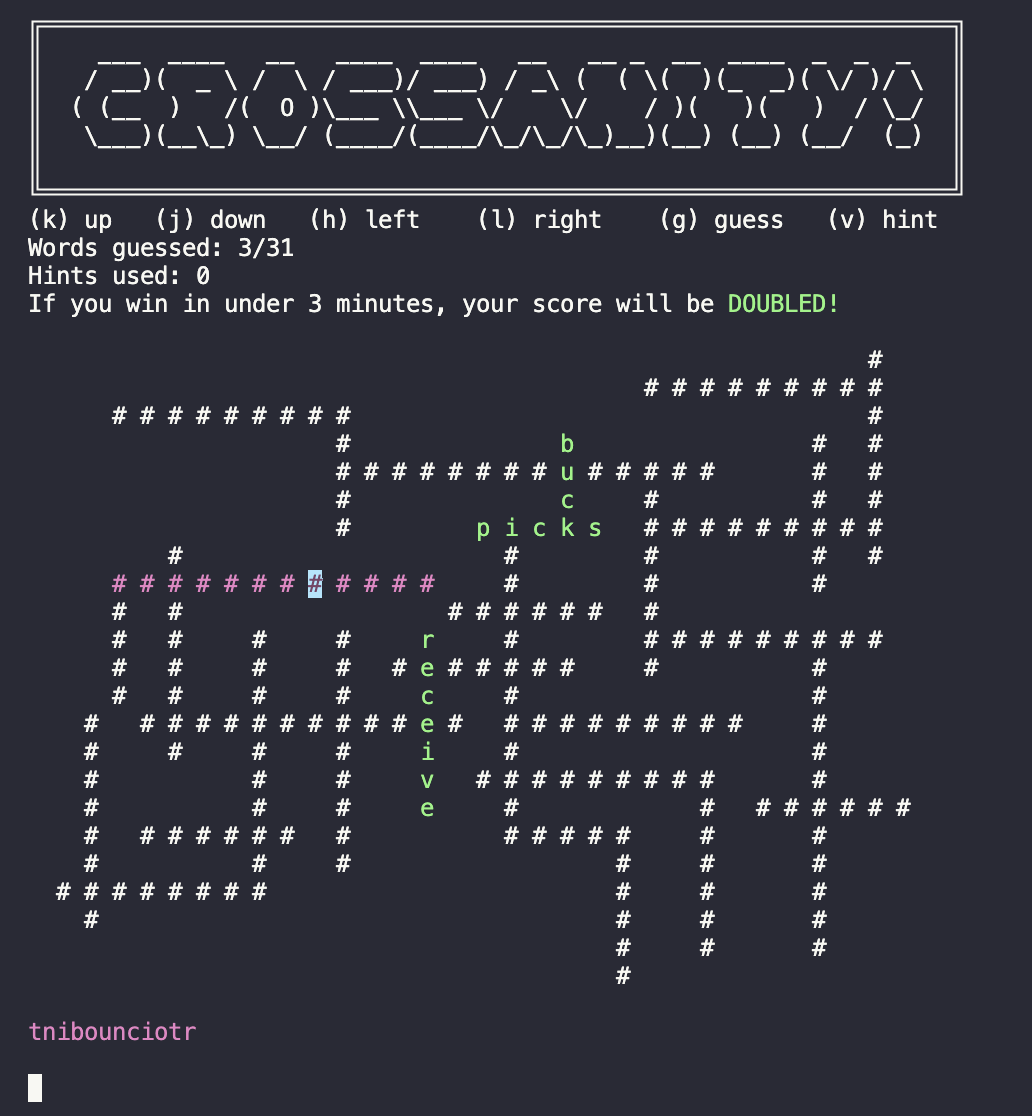 CROSSANITY!
(k) up (j) down (h) left (l) right (g) guess (v) hint
Words guessed: 3/31
Hints used: 0
If you win in under 3 minutes, your score will be DOUBLED!
#
# # # # # # # # #
# # # # # # # # # #
# b # #
# # # # # # # # u # # # # # # #
# c # # #
# p i c k s # # # # # # # # #
# # # # #
# # # # # # # # # # # # # # #
# # # # # # # # #
# # # # r # # # # # # # # # #
# # # # # e # # # # # # #
# # # # c # #
# # # # # # # # # # # e # # # # # # # # # # #
# # # # i # #
# # # v # # # # # # # # # #
# # # e # # # # # # # #
# # # # # # # # # # # # # # #
# # # # # #
# # # # # # # # # # #
# # # #
# # #
#
tnibounciotr